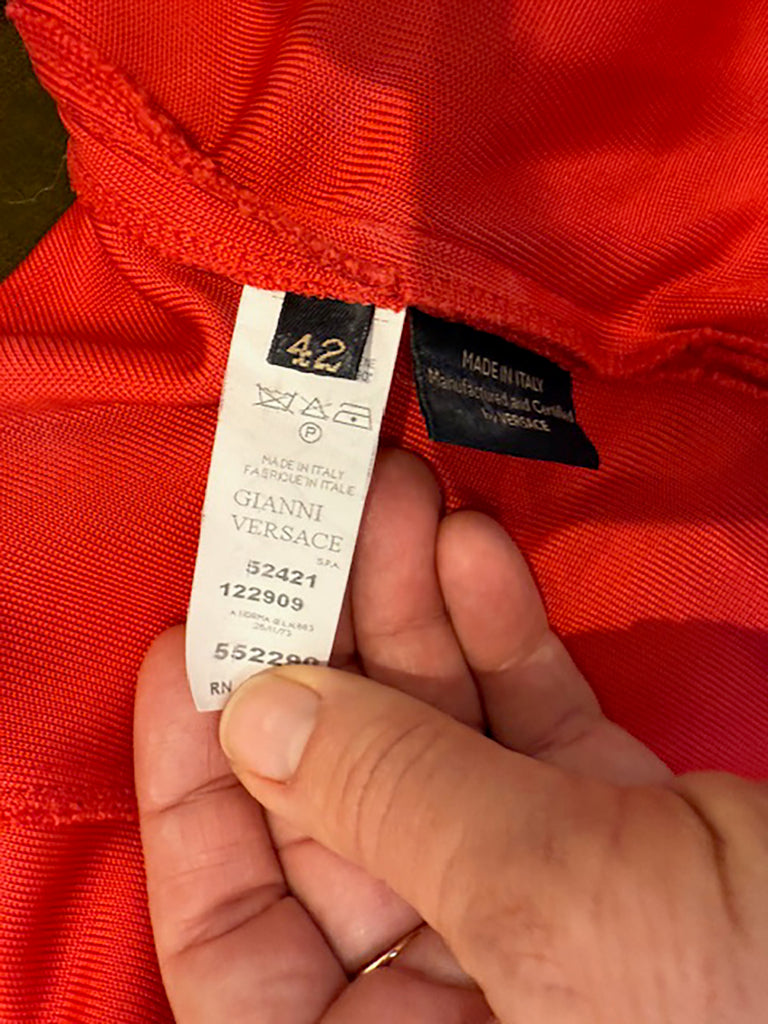 42
P
MADE IN ITALY
FABRIQUE IN ITALIE
GIANNI
VERSACE
S.P.A.
52421
122909
A NORMA 883
26/11/73
RN
MADE IN ITALY
Manufactured and Certified
by VERSACE